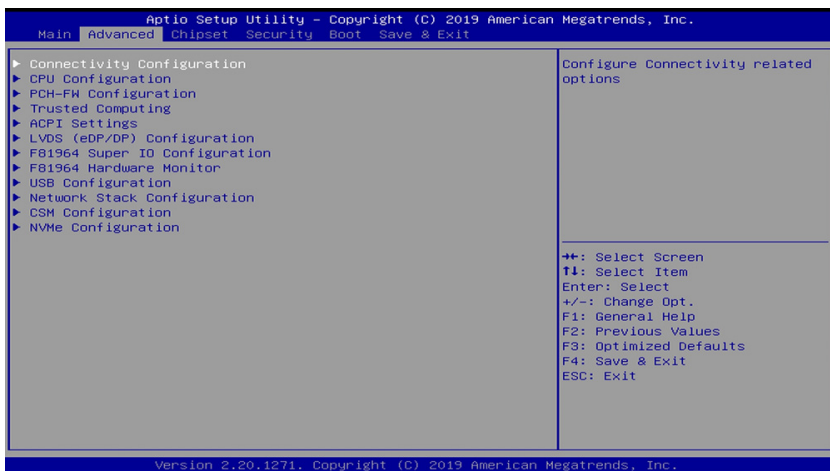 Aptio Setup Utility – Copyright (C) 2019 American Megatrends, Inc.
Main Advanced Chipset Security Boot Save & Exit
► Connectivity Configuration
► CPU Configuration
► PCH-FW Configuration
► Trusted Computing
► ACPI Settings
► LVDS (eDP/DP) Configuration
► F81964 Super IO Configuration
► F81964 Hardware Monitor
► USB Configuration
► Network Stack Configuration
► CSM Configuration
► NVMe Configuration
Configure Connectivity related
options
→←: Select Screen
↑↓: Select Item
Enter: Select
+/-: Change Opt.
F1: General Help
F2: Previous Values
F3: Optimized Defaults
F4: Save & Exit
ESC: Exit
Version 2.20.1271. Copyright (C) 2019 American Megatrends, Inc.